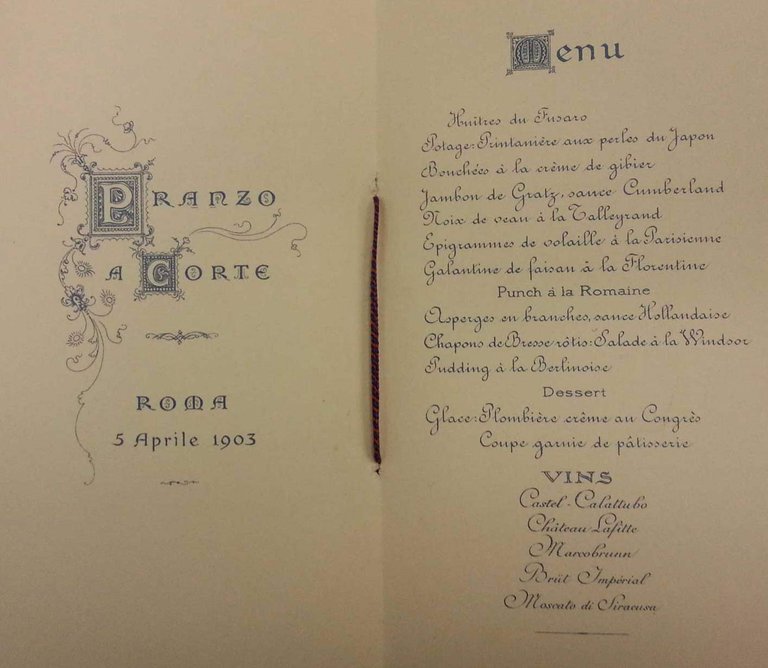 PRANZO
A CORTE
ROMA
5 Aprile 1903
Menu
Huîtres du Fusaro
Potage: Printanière aux perles du Japon
Bouchées à la crème de gibier
Jambon de Gratz, sauce Cumberland
Noix de veau à la Talleyrand
Epigrammes de volaille à la Parisienne
Galantine de faisan à la Florentine
Punch à la Romaine
Asperges en branches, sauce Hollandaise
Chapons de Bresse rôtis: Salade à la Windsor
Pudding à la Berlinoise
Dessert
Glace: Plombière crème au Congrès
Coupe garnie de pâtisserie
VINS
Castel-Calattubo
Château Lafitte
Marcobrunn
Brüt Impérial
Moscato di Siracusa